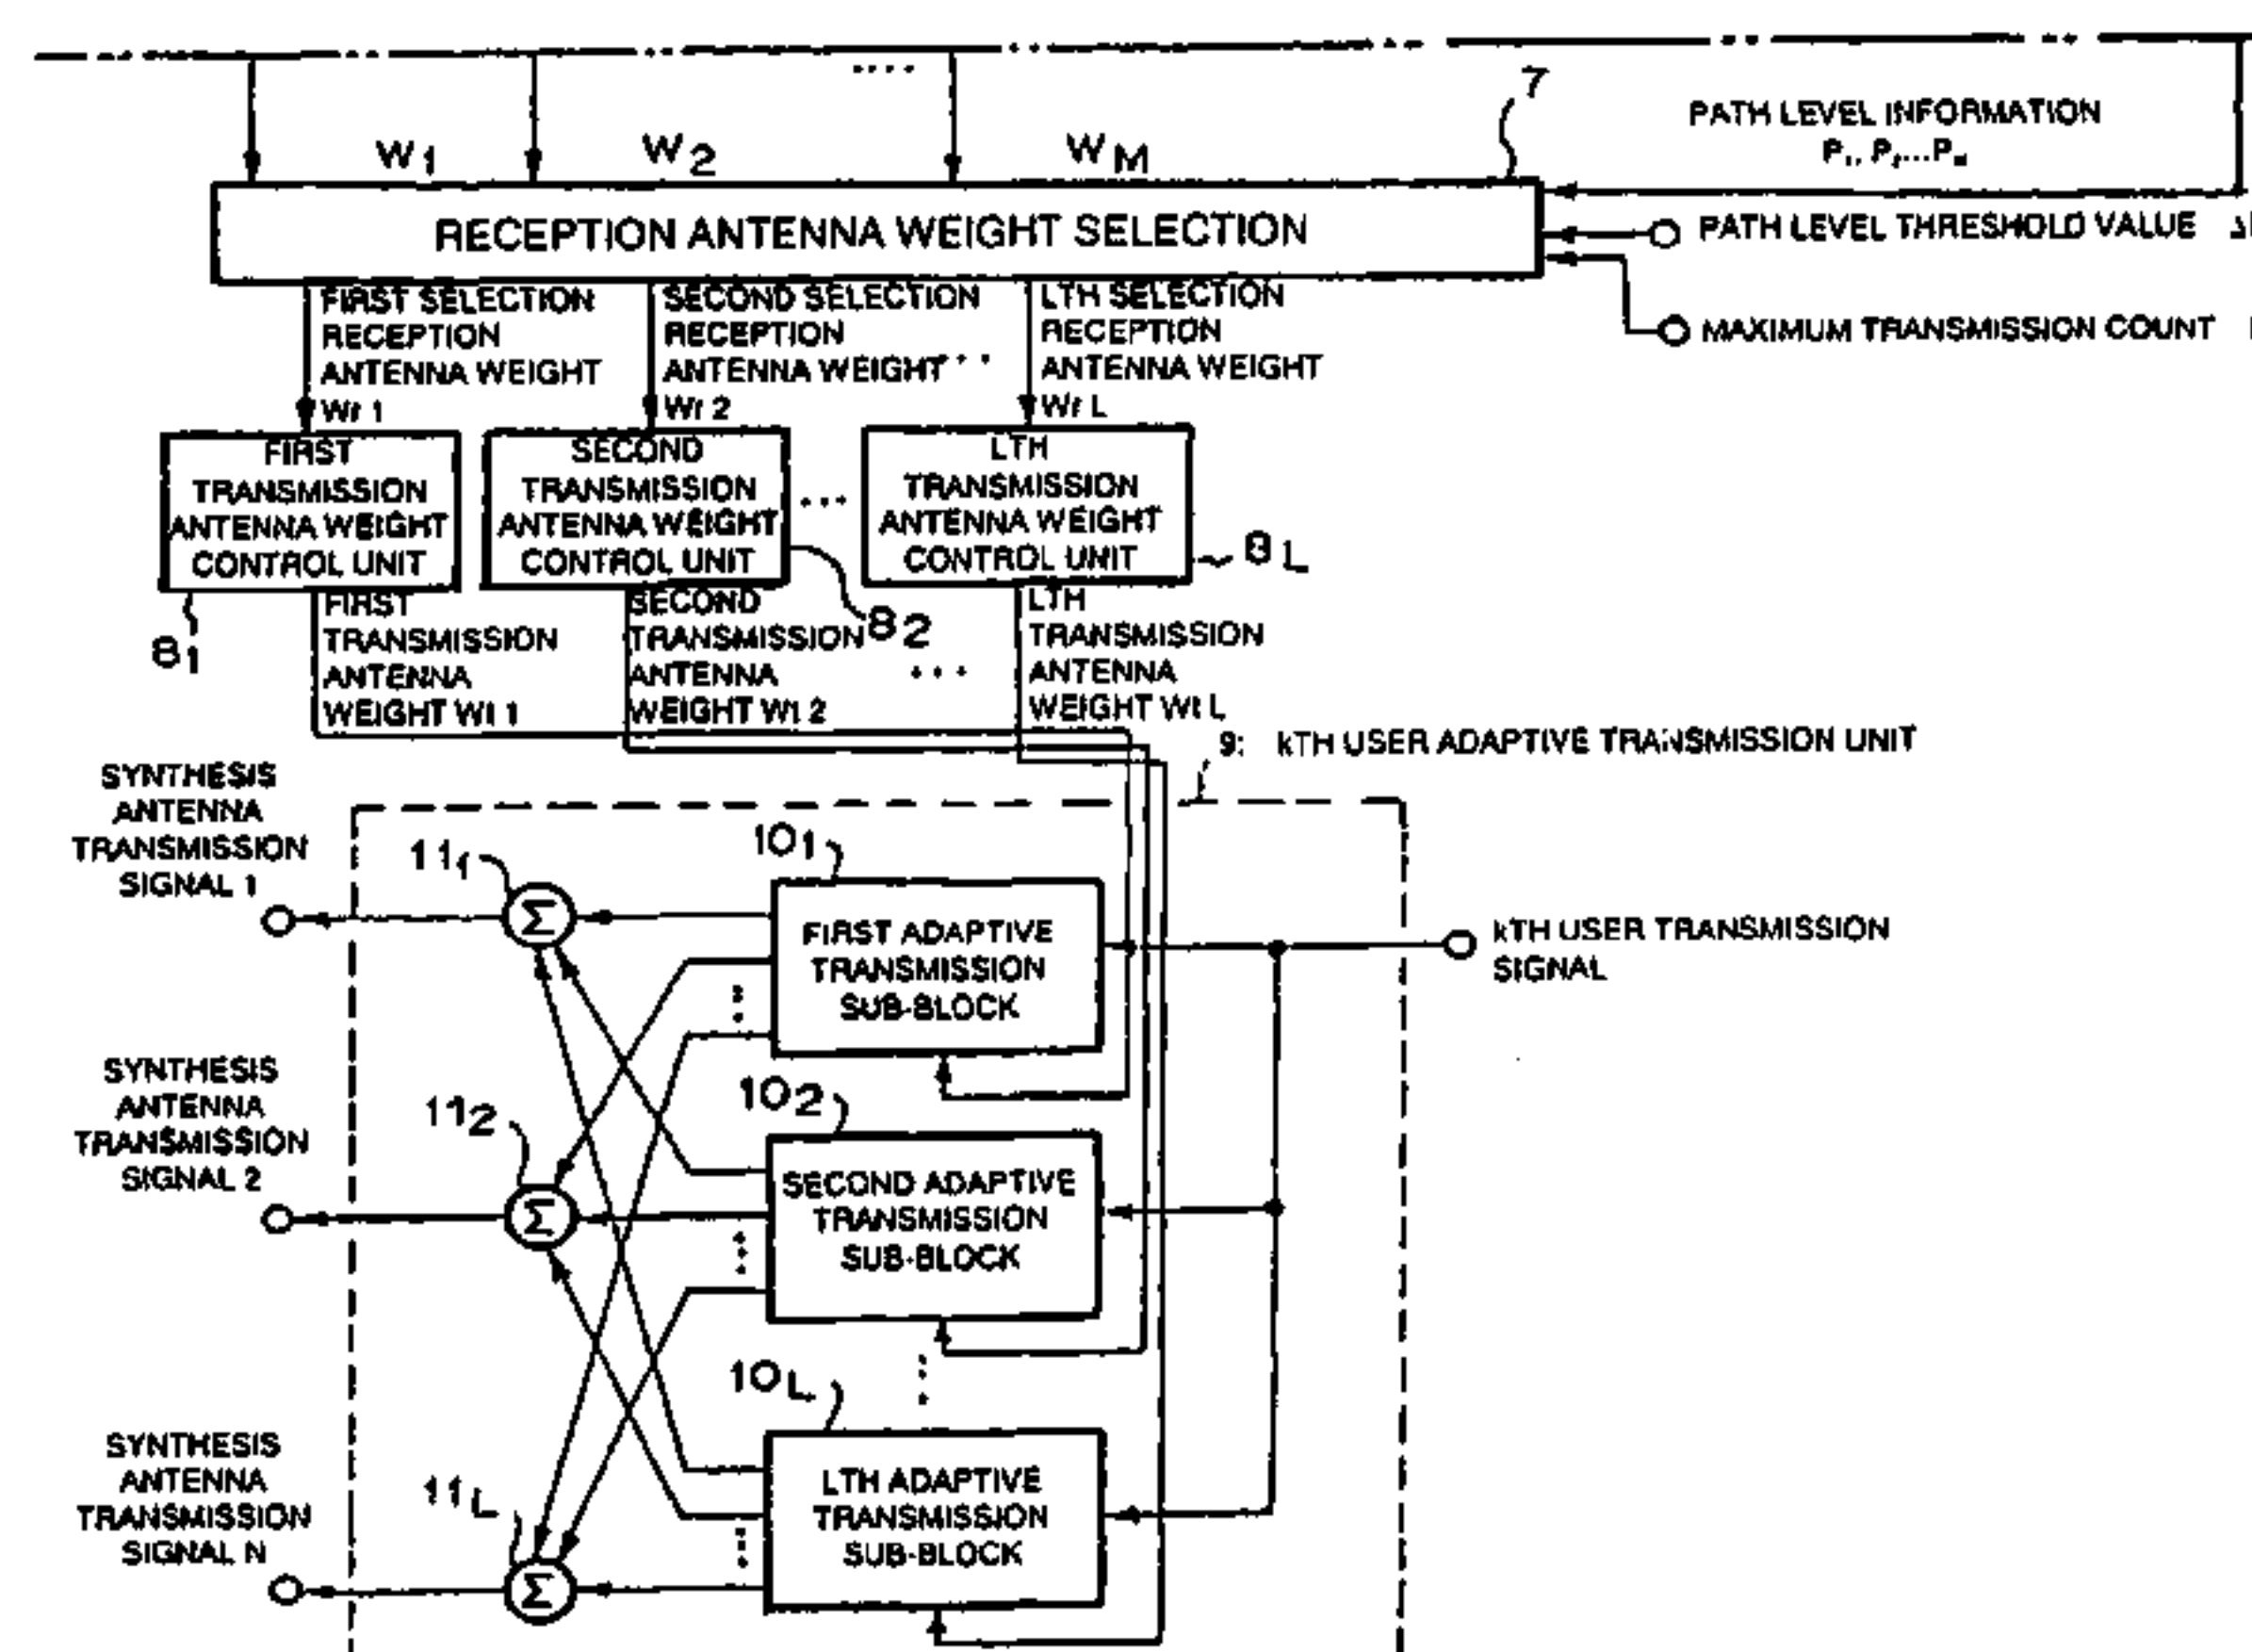 7
PATH LEVEL INFORMATION
W1 W2 WM
RECEPTION ANTENNA WEIGHT SELECTION
PATH LEVEL THRESHOLD VALUE
MAXIMUM TRANSMISSION COUNT
FIRST SELECTION
RECEPTION
ANTENNA WEIGHT
Wr 1
SECOND SELECTION
RECEPTION
ANTENNA WEIGHT ...
Wr 2
LTH SELECTION
RECEPTION
ANTENNA WEIGHT
Wr L
FIRST
TRANSMISSION
ANTENNA WEIGHT
CONTROL UNIT
81
SECOND
TRANSMISSION
ANTENNA WEIGHT
CONTROL UNIT
82
LTH
TRANSMISSION
ANTENNA WEIGHT
CONTROL UNIT
8L
FIRST
TRANSMISSION
ANTENNA
WEIGHT Wt 1
SECOND
TRANSMISSION
ANTENNA
WEIGHT Wt 2
LTH
TRANSMISSION
ANTENNA
WEIGHT Wt L
9: kTH USER ADAPTIVE TRANSMISSION UNIT
SYNTHESIS
ANTENNA
TRANSMISSION
SIGNAL 1
111
Σ
101
FIRST ADAPTIVE
TRANSMISSION
SUB-BLOCK
kTH USER TRANSMISSION
SIGNAL
SYNTHESIS
ANTENNA
TRANSMISSION
SIGNAL 2
112
Σ
102
SECOND ADAPTIVE
TRANSMISSION
SUB-BLOCK
SYNTHESIS
ANTENNA
TRANSMISSION
SIGNAL N
11L
Σ
10L
LTH ADAPTIVE
TRANSMISSION
SUB-BLOCK